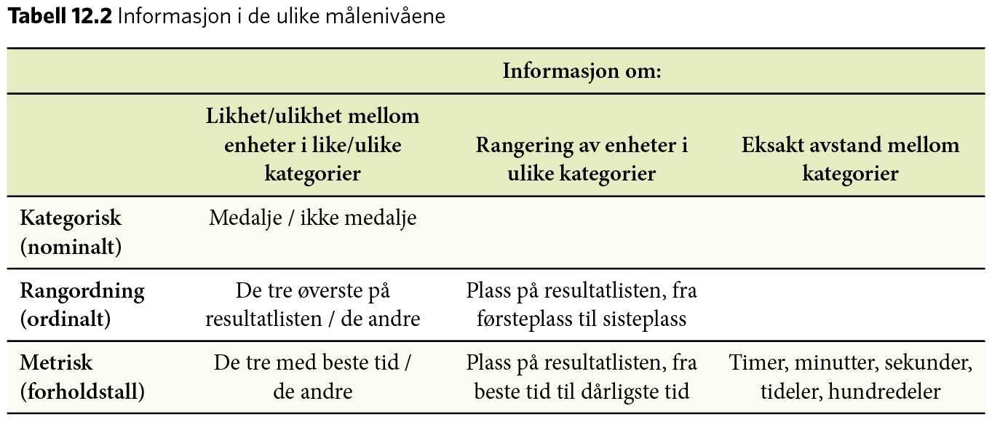 Tabell 12.2 Informasjon i de ulike målenivåene
Informasjon om:
Likhet/ulikhet mellom
enheter i like/ulike
kategorier
Rangering av enheter i
ulike kategorier
Eksakt avstand mellom
kategorier
Kategorisk
(nominalt)
Medalje / ikke medalje
Rangordning
(ordinalt)
De tre øverste på
resultatlisten / de andre
Plass på resultatlisten, fra
førsteplass til sisteplass
Metrisk
(forholdstall)
De tre med beste tid /
de andre
Plass på resultatlisten, fra
beste tid til dårligste tid
Timer, minutter, sekunder,
tideler, hundredeler